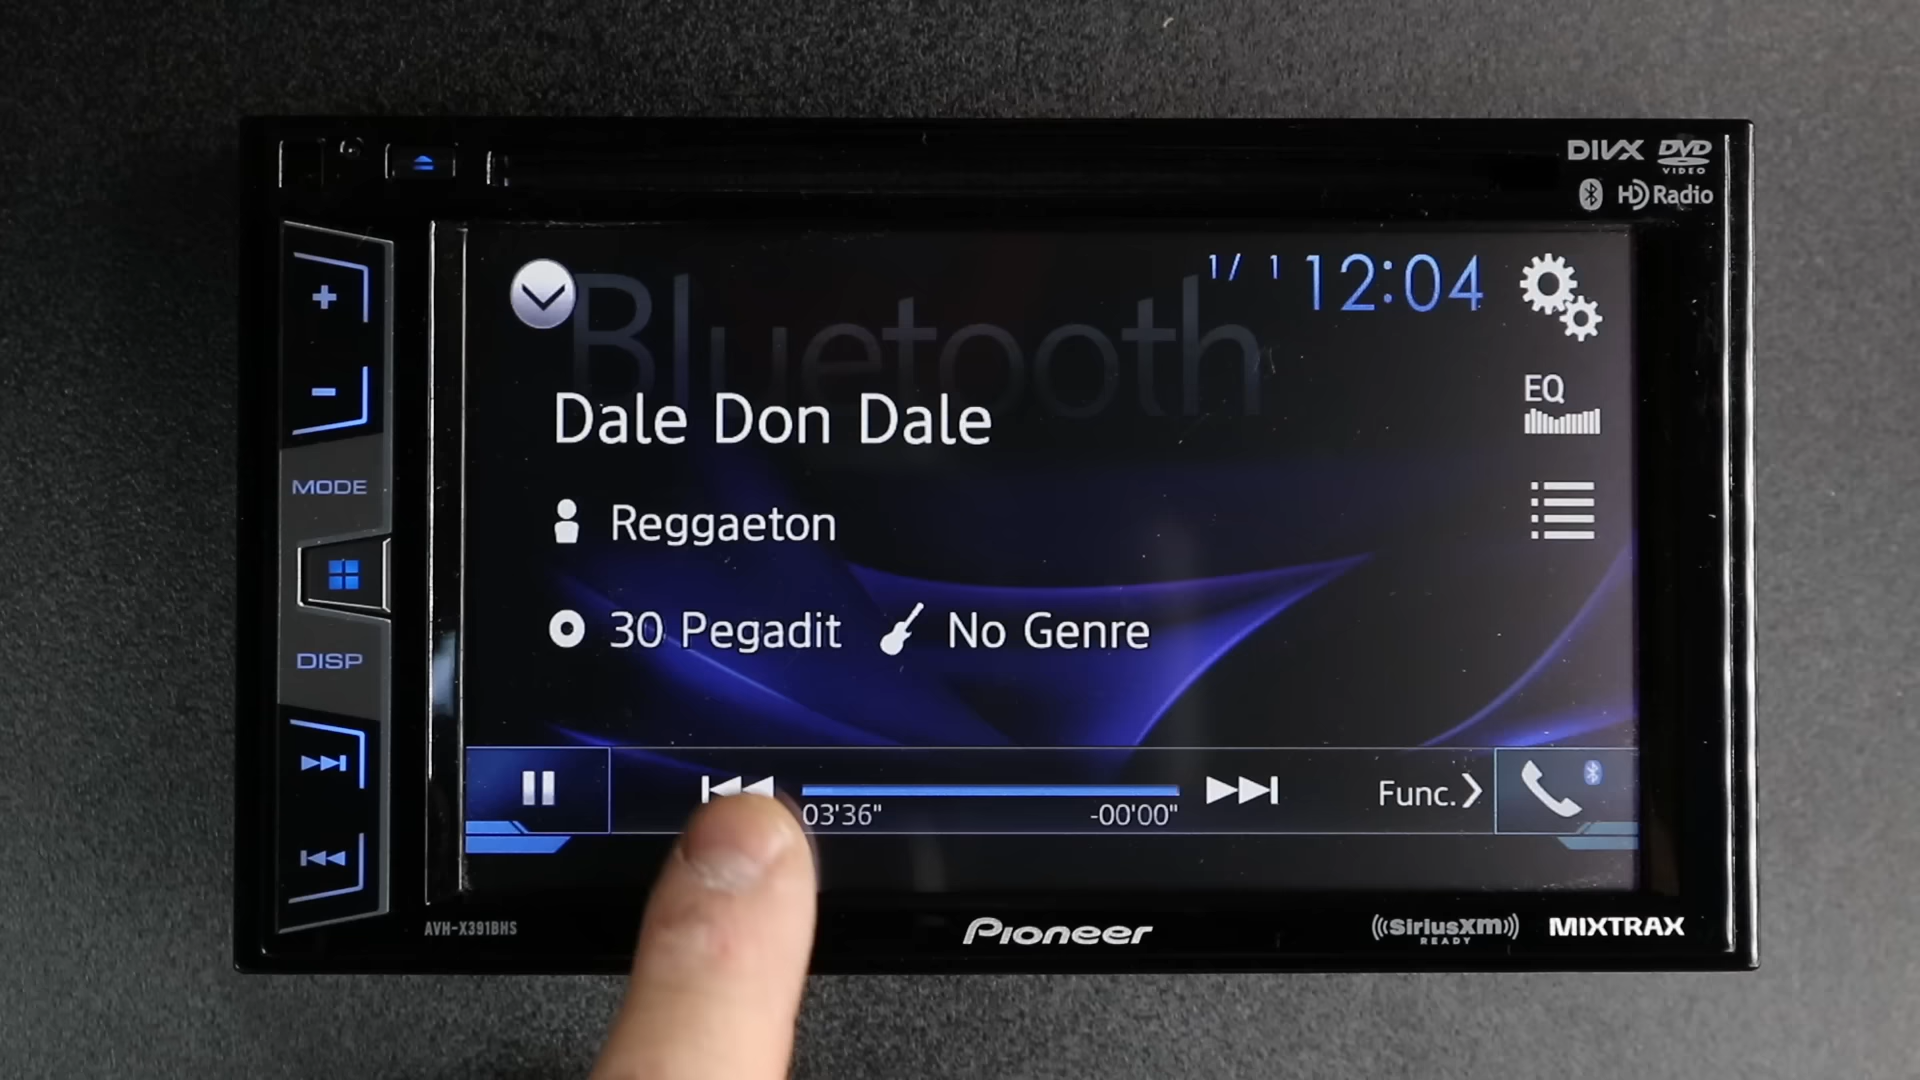 DIVX DVD
VIDEO
HD Radio
Bluetooth
1/ 1 12:04
EQ
Dale Don Dale
MODE
Reggaeton
30 Pegadit No Genre
DISP
03'36" -00'00" Func.
AVH-X391BHS
Pioneer
((SiriusXM))
READY
MIXTRAX